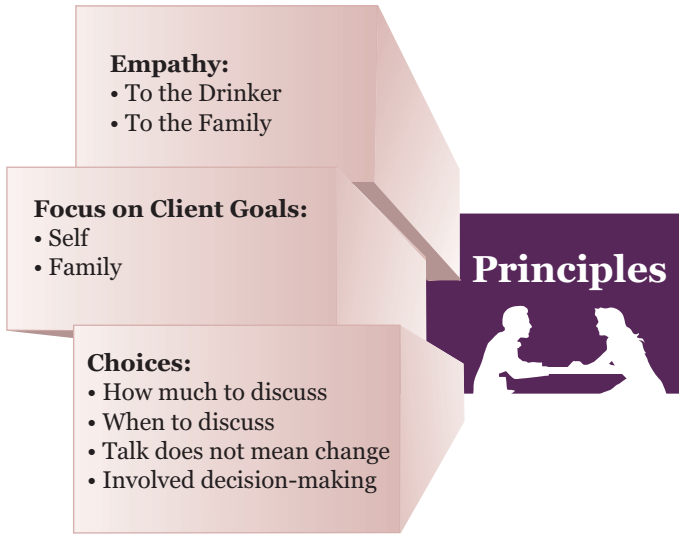 Empathy:
• To the Drinker
• To the Family
Focus on Client Goals:
• Self
• Family
Principles
Choices:
• How much to discuss
• When to discuss
• Talk does not mean change
• Involved decision-making